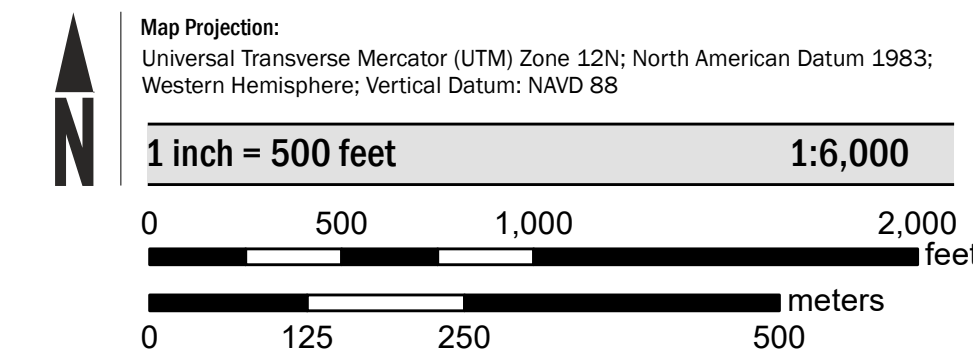 N
Map Projection:
Universal Transverse Mercator (UTM) Zone 12N; North American Datum 1983;
Western Hemisphere; Vertical Datum: NAVD 88
1 inch = 500 feet 1:6,000
0 500 1,000 2,000
feet
meters
0 125 250 500